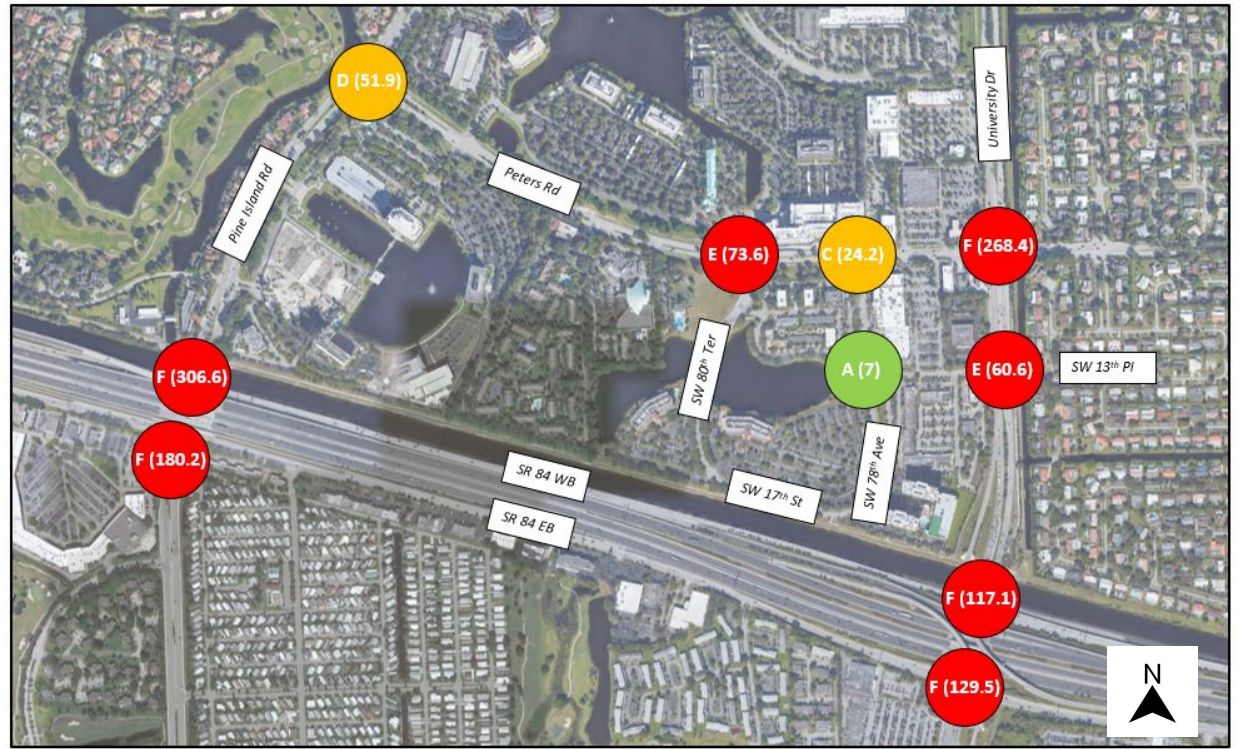 D (51.9)
University Dr
Pine Island Rd
Peters Rd
E (73.6)
C (24.2)
F (268.4)
SW 80th Ter
F (306.6)
A (7)
E (60.6)
SW 13th Pl
F (180.2)
SR 84 WB
SW 17th St
SW 78th Ave
SR 84 EB
F (117.1)
F (129.5)
N